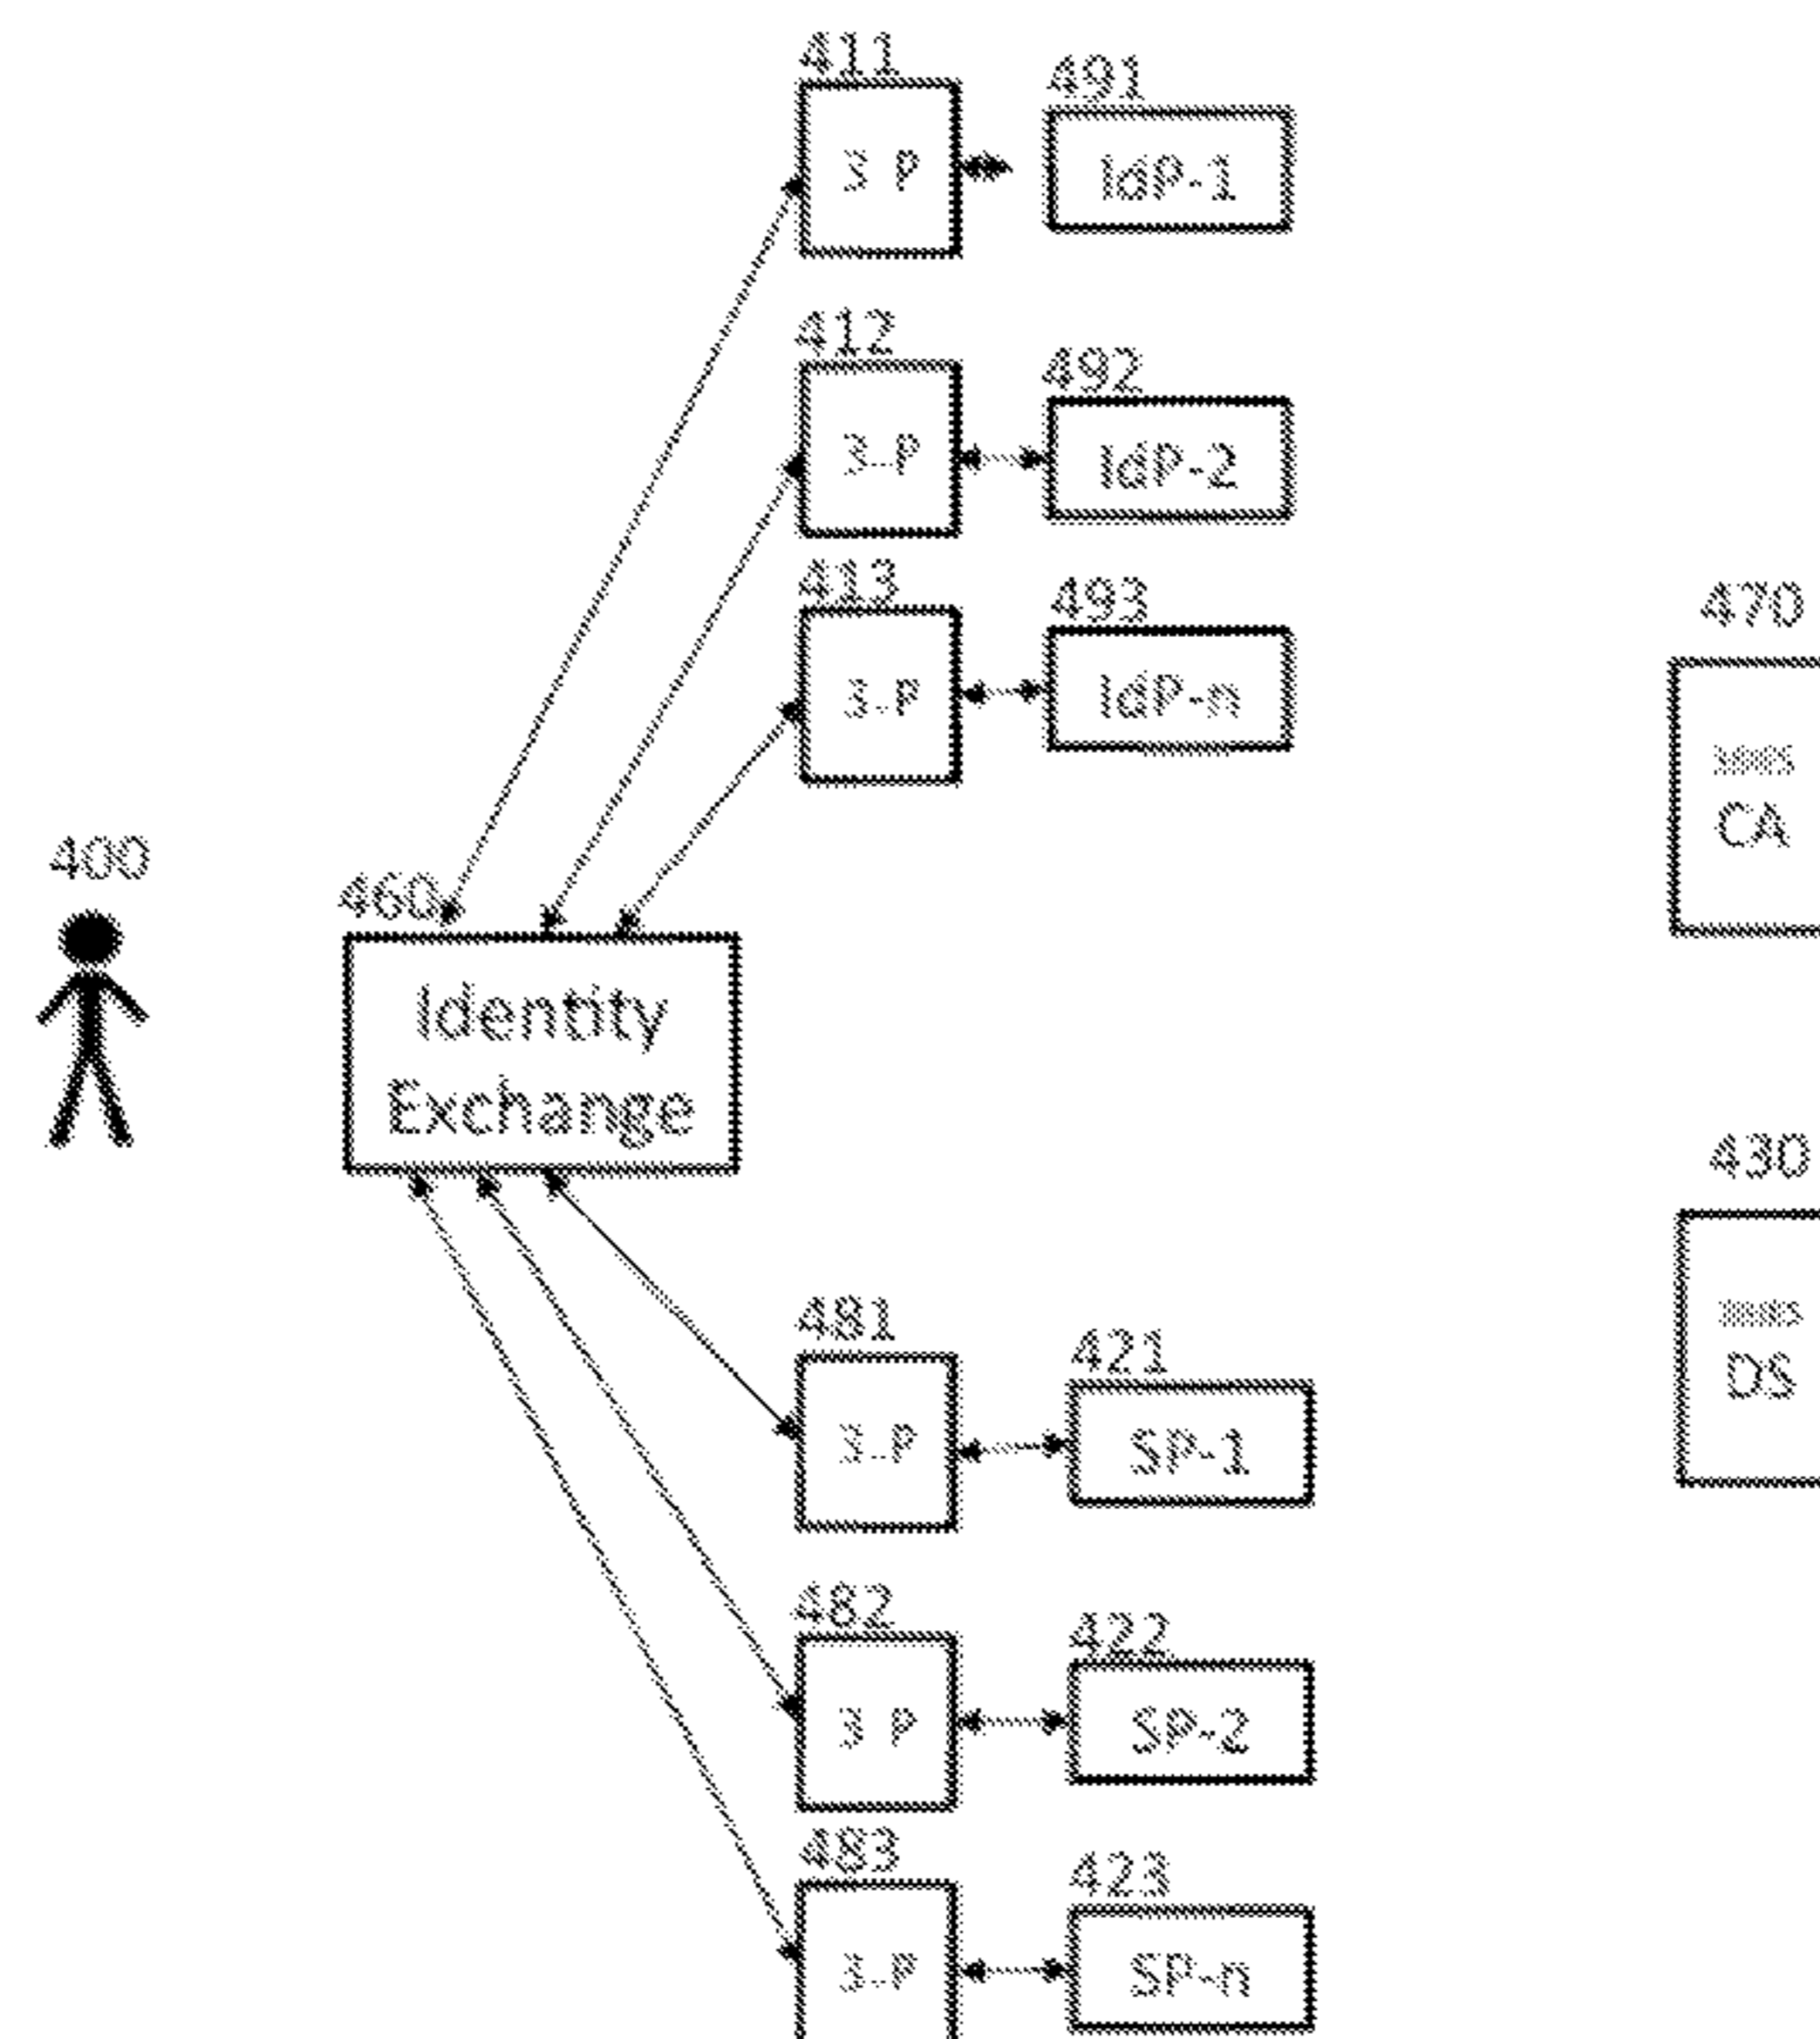 411
491
3 P
IdP-1
412
492
3-P
IdP-2
413
493
3-P
IdP-n
470
CA
400
460
Identity
Exchange
430
DS
481
421
3-P
SP-1
482
422
3 P
SP-2
483
423
3-P
SP-n